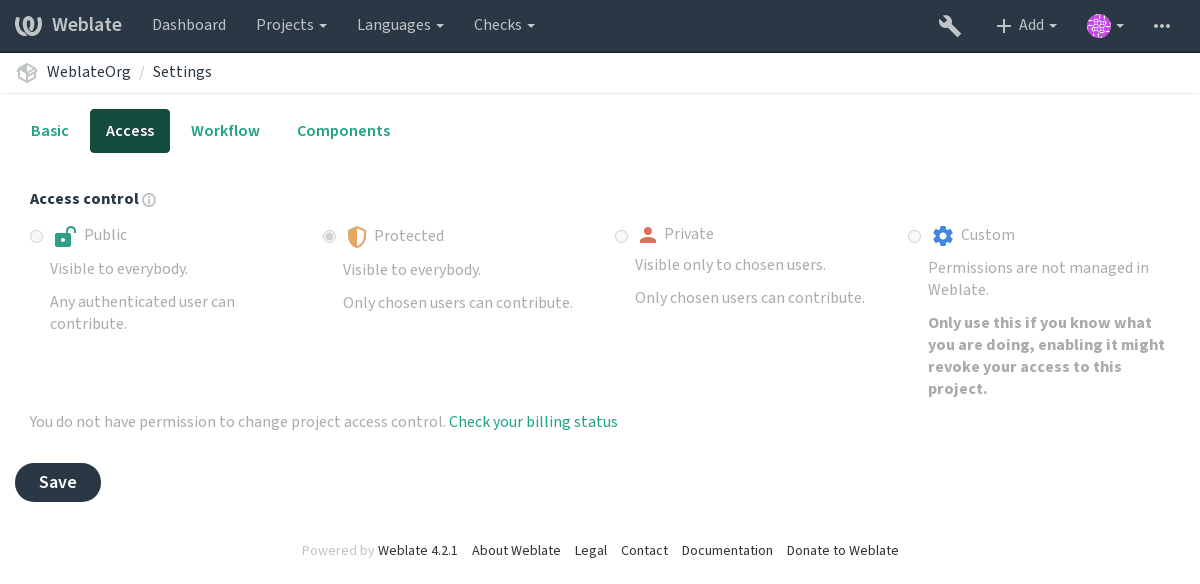 Weblate Dashboard Projects Languages Checks Add
WeblateOrg / Settings
Basic Access Workflow Components
Access control
Public
Visible to everybody.
Any authenticated user can
contribute.
Protected
Visible to everybody.
Only chosen users can contribute.
Private
Visible only to chosen users.
Only chosen users can contribute.
Custom
Permissions are not managed in
Weblate.
Only use this if you know what
you are doing, enabling it might
revoke your access to this
project.
You do not have permission to change project access control. Check your billing status
Save
Powered by Weblate 4.2.1 About Weblate Legal Contact Documentation Donate to Weblate